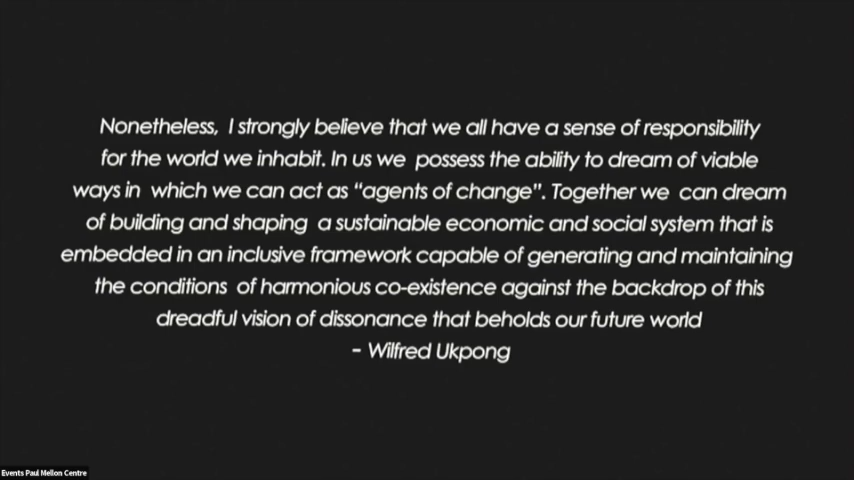 Nonetheless, I strongly believe that we all have a sense of responsibility
for the world we inhabit. In us we possess the ability to dream of viable
ways in which we can act as “agents of change”. Together we can dream
of building and shaping a sustainable economic and social system that is
embedded in an inclusive framework capable of generating and maintaining
the conditions of harmonious co-existence against the backdrop of this
dreadful vision of dissonance that beholds our future world
- Wilfred Ukpong
Events Paul Mellon Centre